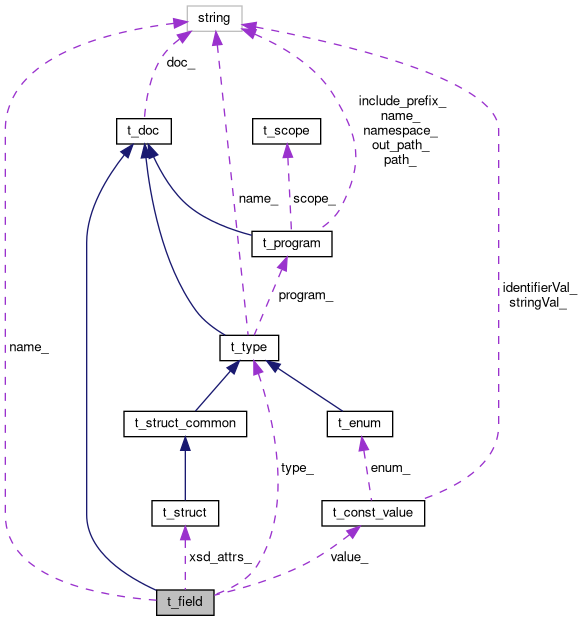 string
doc_
include_prefix_
name_
namespace_
out_path_
path_
t_doc
t_scope
name_
scope_
t_program
identifierVal_
stringVal_
program_
name_
t_type
t_struct_common
t_enum
type_
enum_
t_struct
t_const_value
xsd_attrs_
value_
t_field